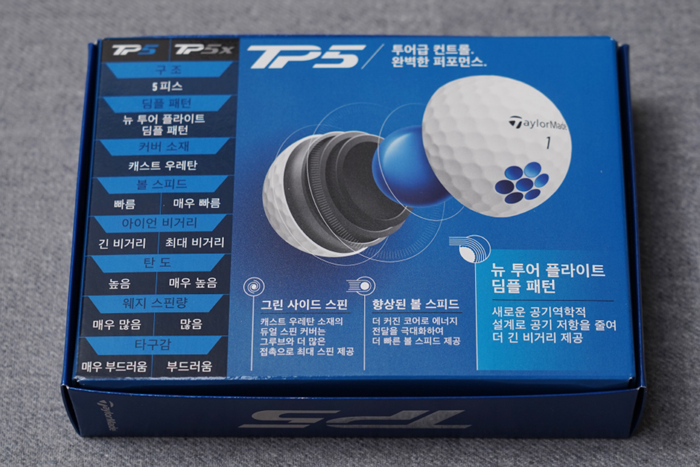 TP5 TP5x
구 조
5 피스
딤플 패턴
뉴 투어 플라이트
딤플 패턴
커버 소재
캐스트 우레탄
볼 스피드
빠름 매우 빠름
아이언 비거리
긴 비거리 최대 비거리
탄 도
높음 매우 높음
웨지 스핀량
매우 많음 많음
타구감
매우 부드러움 부드러움
TP5
투어급 컨트롤.
완벽한 퍼포먼스.
TaylorMade
1
그린 사이드 스핀
캐스트 우레탄 소재의
듀얼 스핀 커버는
그루브와 더 많은
접촉으로 최대 스핀 제공
향상된 볼 스피드
더 커진 코어로 에너지
전달을 극대화하여
더 빠른 볼 스피드 제공
뉴 투어 플라이트
딤플 패턴
새로운 공기역학적
설계로 공기 저항을 줄여
더 긴 비거리 제공
TaylorMade
TP5